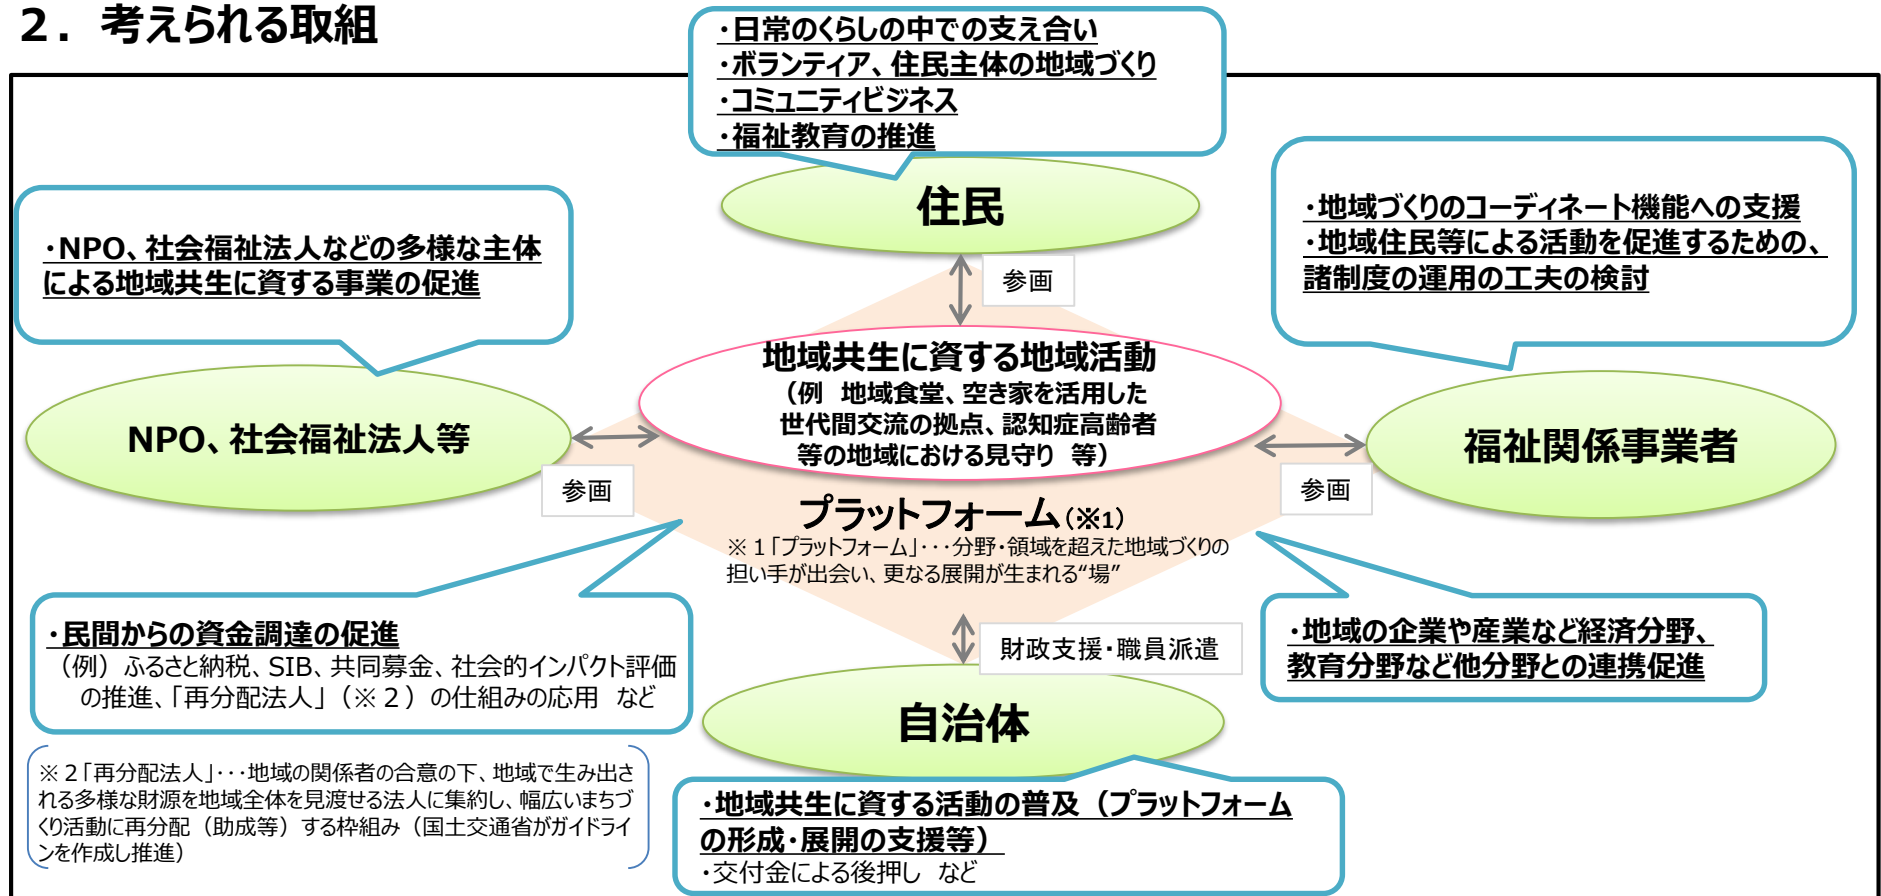 ２．考えられる取組
・日常のくらしの中での支え合い
・ボランティア、住民主体の地域づくり
・コミュニティビジネス
・福祉教育の推進
住民
・NPO、社会福祉法人などの多様な主体
による地域共生に資する事業の促進
・地域づくりのコーディネート機能への支援
・地域住民等による活動を促進するための、
諸制度の運用の工夫の検討
参画
地域共生に資する地域活動
（例　地域食堂、空き家を活用した
世代間交流の拠点、認知症高齢者
等の地域における見守り　等）
NPO、社会福祉法人等
福祉関係事業者
参画
参画
プラットフォーム（※1）
※１「プラットフォーム」・・・分野・領域を超えた地域づくりの
担い手が出会い、更なる展開が生まれる“場”
・民間からの資金調達の促進
（例）ふるさと納税、SIB、共同募金、社会的インパクト評価
の推進、「再分配法人」（※２）の仕組みの応用　など
財政支援・職員派遣
・地域の企業や産業など経済分野、
教育分野など他分野との連携促進
自治体
※２「再分配法人」・・・地域の関係者の合意の下、地域で生み出さ
れる多様な財源を地域全体を見渡せる法人に集約し、幅広いまちづ
くり活動に再分配（助成等）する枠組み（国土交通省がガイドライ
ンを作成し推進）
・地域共生に資する活動の普及（プラットフォーム
の形成・展開の支援等）
・交付金による後押し　など